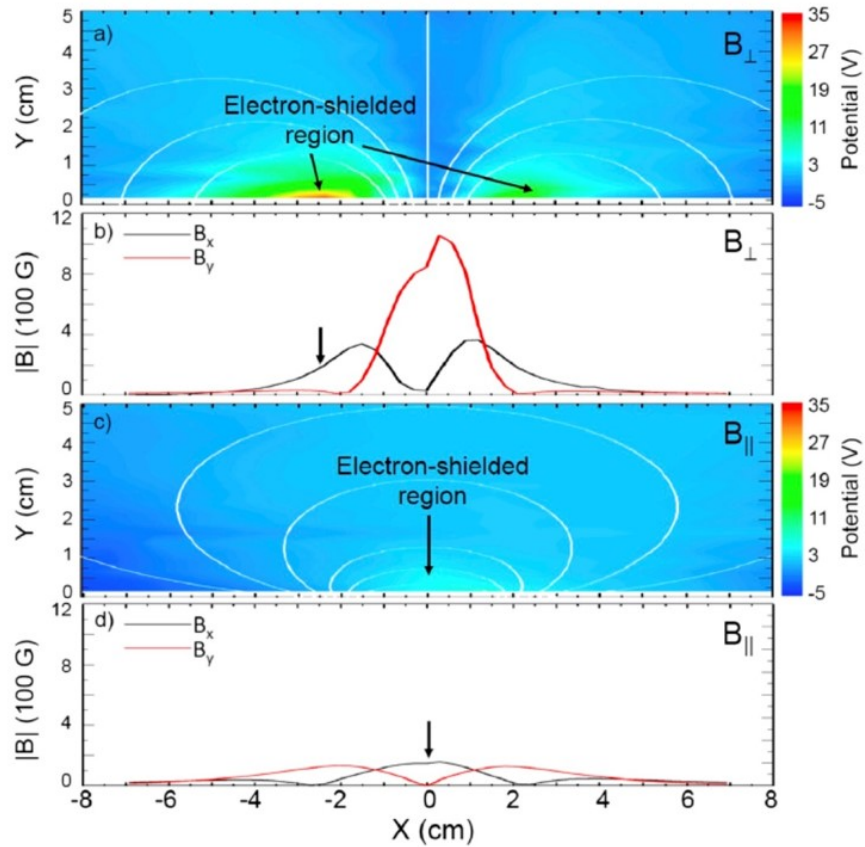 a)
B⊥
Electron-shielded
region
Y (cm)
5
4
3
2
1
0
Potential (V)
35
27
19
11
3
-5
b)
Bx
By
B⊥
|B| (100 G)
12
8
4
0
c)
B||
Electron-shielded
region
Y (cm)
5
4
3
2
1
0
Potential (V)
35
27
19
11
3
-5
d)
Bx
By
B||
|B| (100 G)
12
8
4
0
-8 -6 -4 -2 0 2 4 6 8
X (cm)